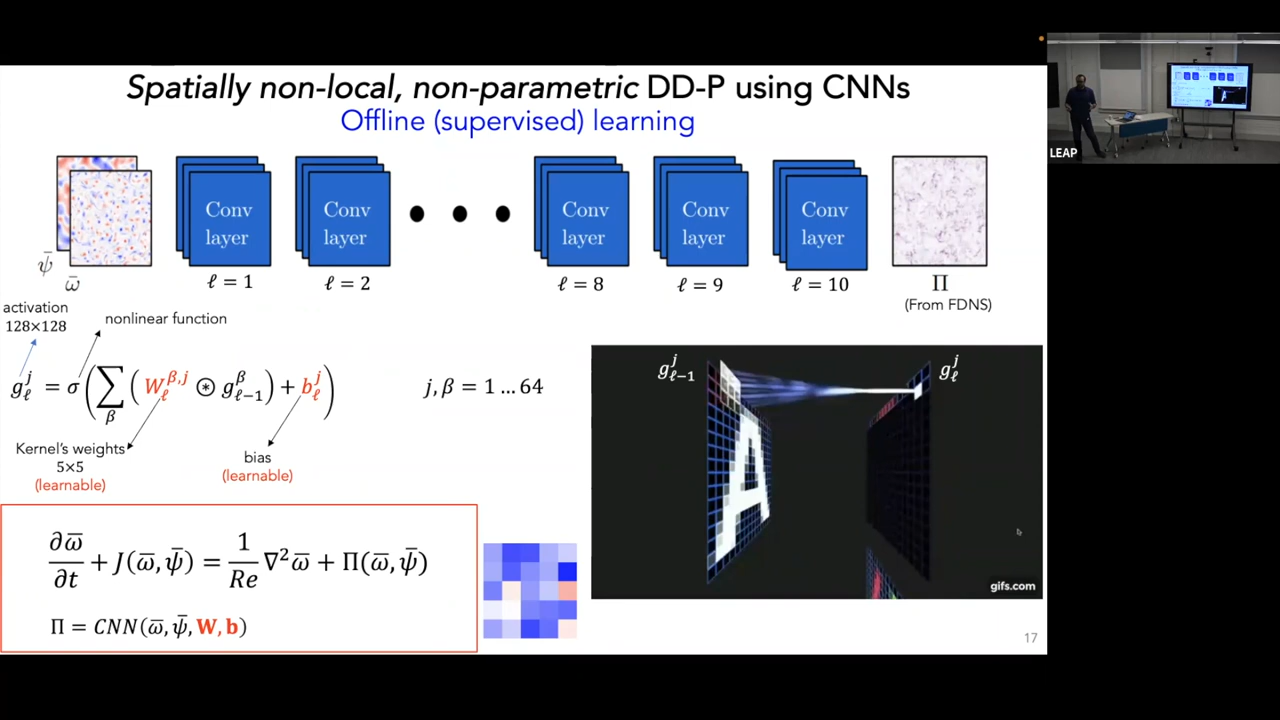 Spatially non-local, non-parametric DD-P using CNNs
Offline (supervised) learning
LEAP
ψ̄
ω̄
Conv layer
ℓ = 1
Conv layer
ℓ = 2
• • •
Conv layer
ℓ = 8
Conv layer
ℓ = 9
Conv layer
ℓ = 10
Π
(From FDNS)
activation
128×128
nonlinear function
g_ℓ^j = σ(∑_β (W_ℓ^{β,j} ⊛ g_{ℓ−1}^β) + b_ℓ^j)
j, β = 1 … 64
Kernel's weights
5×5
(learnable)
bias
(learnable)
g_{ℓ−1}^j
g_ℓ^j
A
gifs.com
∂ω̄/∂t + J(ω̄, ψ̄) = 1/Re ∇²ω̄ + Π(ω̄, ψ̄)
Π = CNN(ω̄, ψ̄, W, b)
17